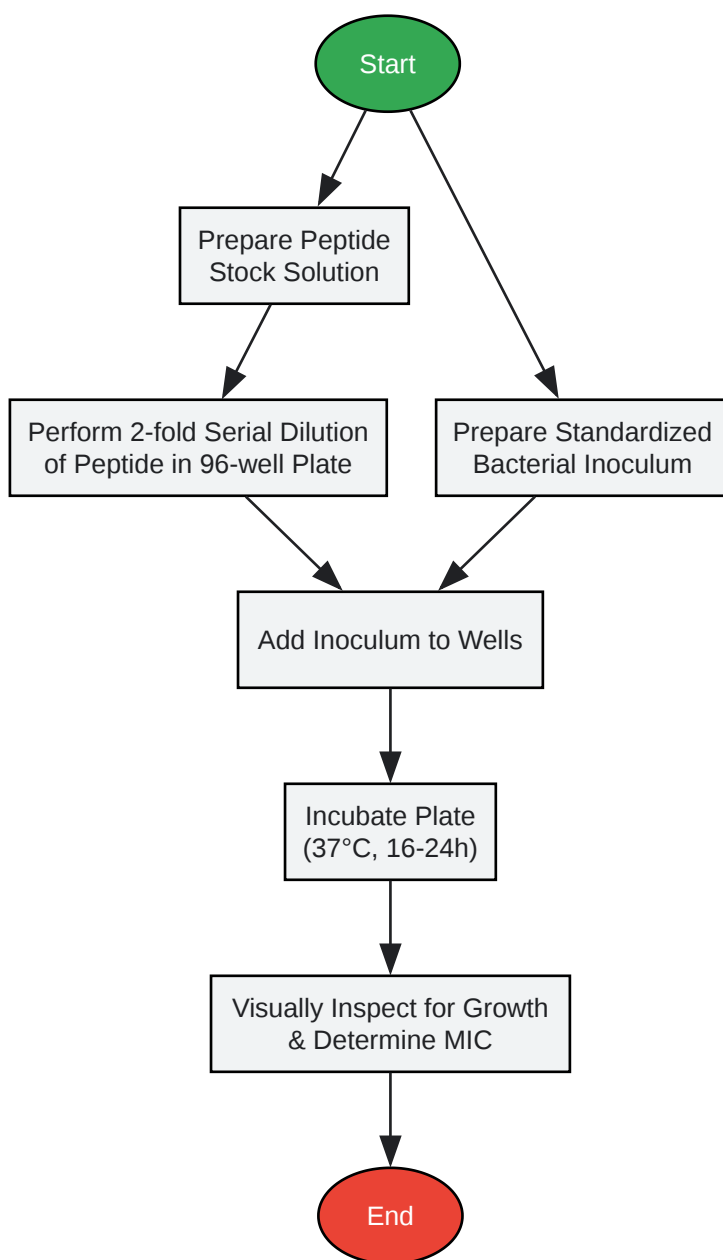 Start
Prepare Peptide
Stock Solution
Perform 2-fold Serial Dilution
of Peptide in 96-well Plate
Prepare Standardized
Bacterial Inoculum
Add Inoculum to Wells
Incubate Plate
(37°C, 16-24h)
Visually Inspect for Growth
& Determine MIC
End